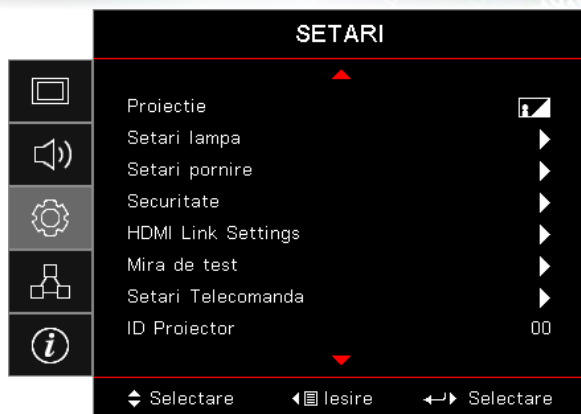 SETARI
Proiectie
Setari lampa
Setari pornire
Securitate
HDMI Link Settings
Mira de test
Setari Telecomanda
ID Proiector 00
Selectare Iesire Selectare